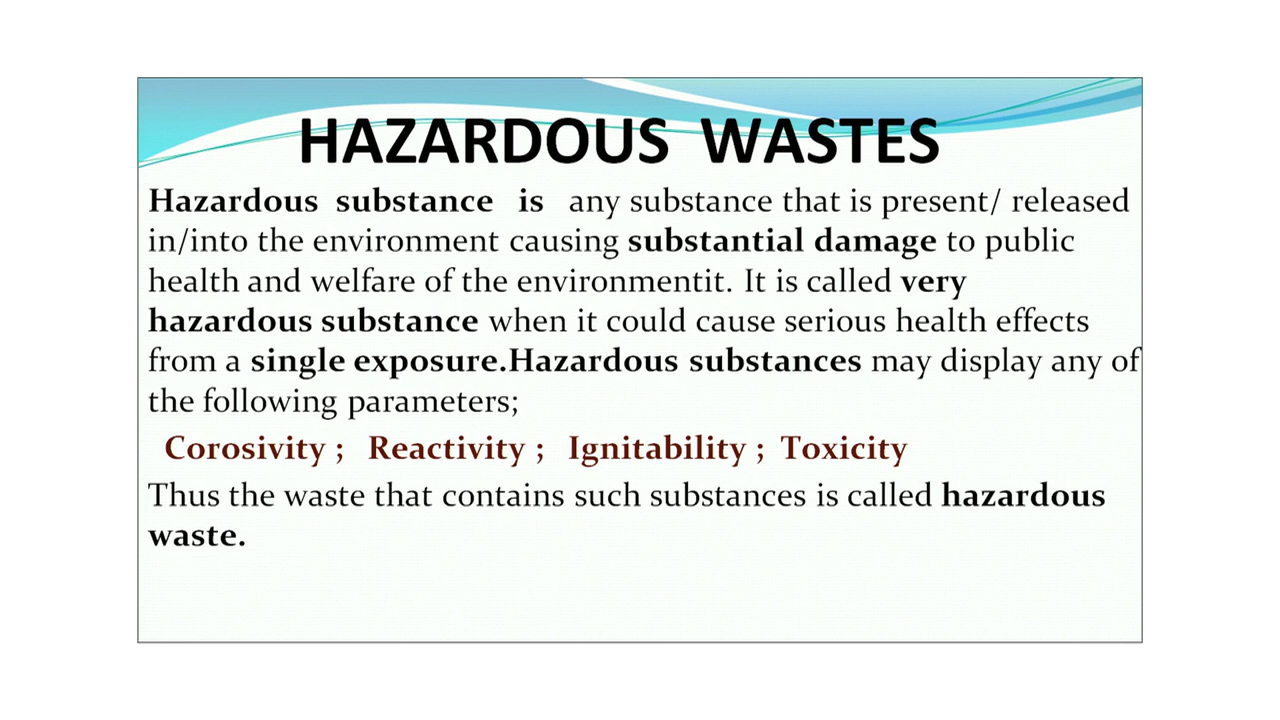 HAZARDOUS WASTES
Hazardous substance is any substance that is present/ released
in/into the environment causing substantial damage to public
health and welfare of the environmentit. It is called very
hazardous substance when it could cause serious health effects
from a single exposure.Hazardous substances may display any of
the following parameters;
Corosivity ; Reactivity ; Ignitability ; Toxicity
Thus the waste that contains such substances is called hazardous
waste.